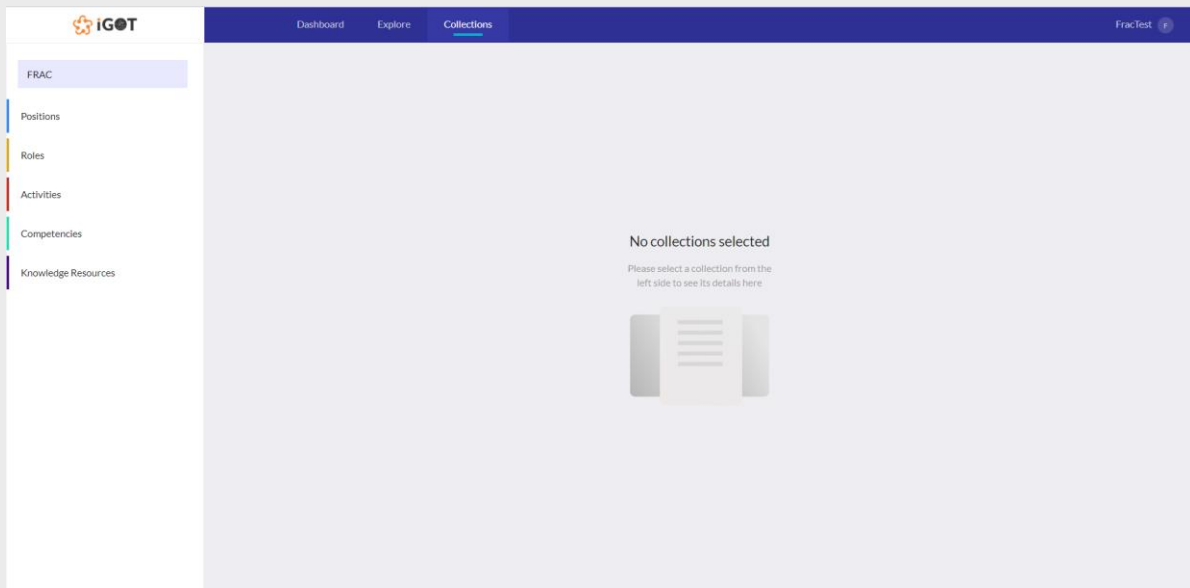 iGOT
Dashboard Explore Collections FracTest F
FRAC
Positions
Roles
Activities
Competencies
Knowledge Resources
No collections selected
Please select a collection from the
left side to see its details here